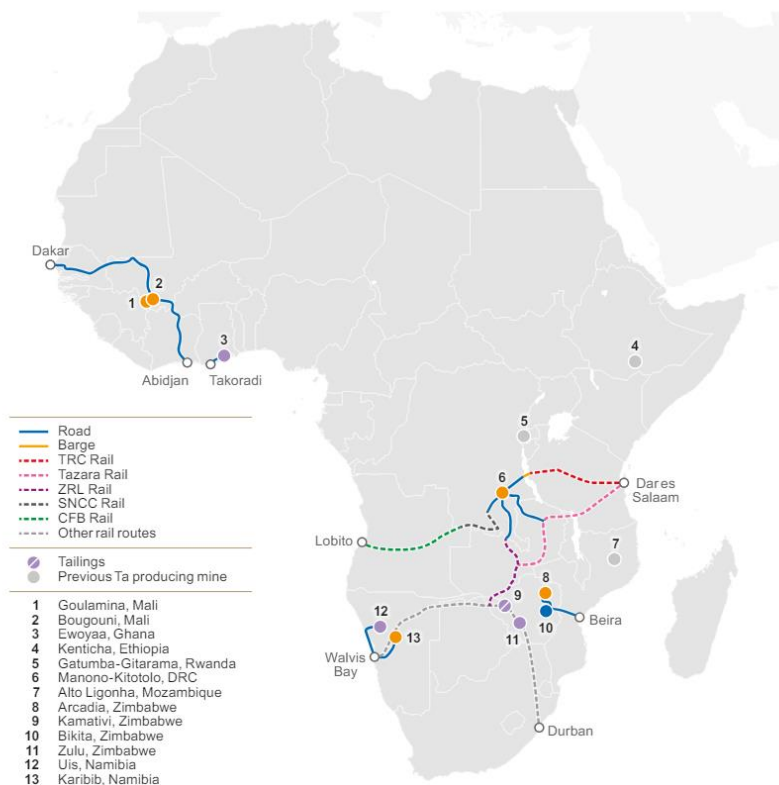 Dakar
2
1
3
Abidjan
Takoradi
4
5
6
Dar es
Salaam
Lobito
7
8
9
12
13
10
11
Beira
Walvis
Bay
Durban
Road
Barge
TRC Rail
Tazara Rail
ZRL Rail
SNCC Rail
CFB Rail
Other rail routes
Tailings
Previous Ta producing mine
1 Goulamina, Mali
2 Bougouni, Mali
3 Ewoyaa, Ghana
4 Kenticha, Ethiopia
5 Gatumba-Gitarama, Rwanda
6 Manono-Kitotolo, DRC
7 Alto Ligonha, Mozambique
8 Arcadia, Zimbabwe
9 Kamativi, Zimbabwe
10 Bikita, Zimbabwe
11 Zulu, Zimbabwe
12 Uis, Namibia
13 Karibib, Namibia